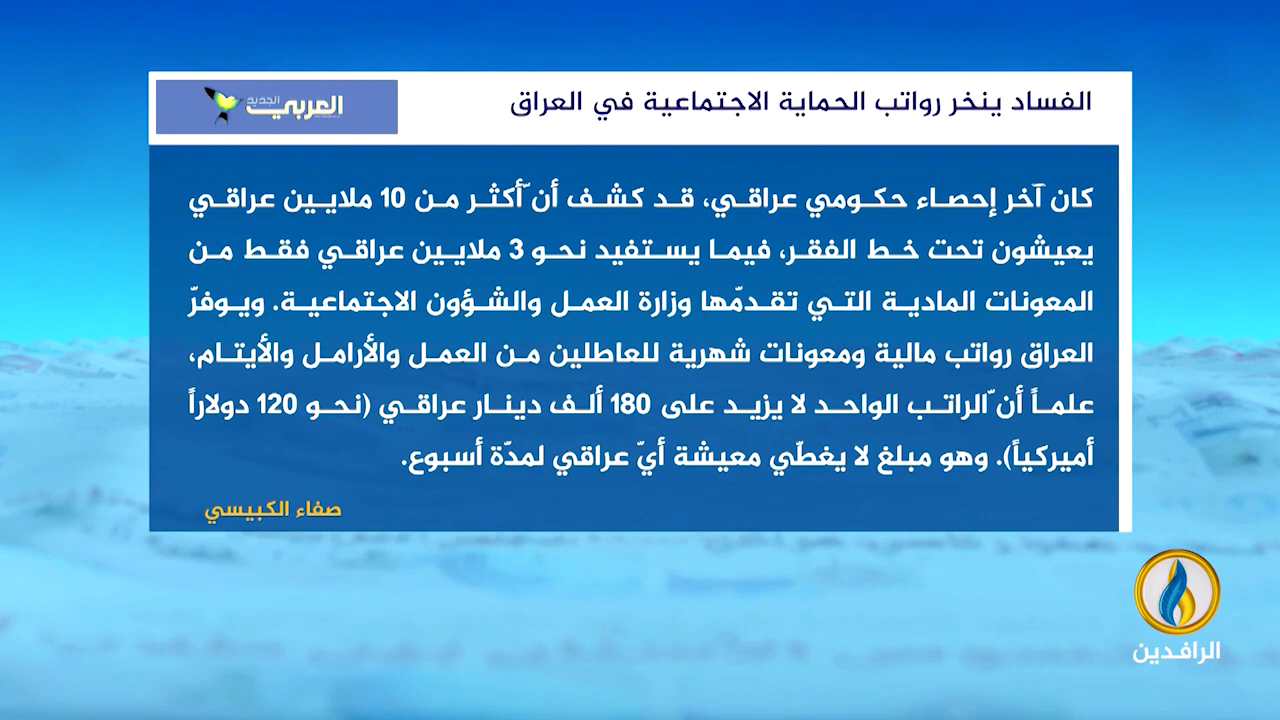 الفساد ينخر رواتب الحماية الاجتماعية في العراق
العربي الجديد
كان آخر إحصاء حكومي عراقي، قد كشف أنّ أكثر من 10 ملايين عراقي
يعيشون تحت خط الفقر، فيما يستفيد نحو 3 ملايين عراقي فقط من
المعونات المادية التي تقدمّها وزارة العمل والشؤون الاجتماعية. ويوفرّ
العراق رواتب مالية ومعونات شهرية للعاطلين من العمل والأرامل والأيتام،
علماً أنّ الراتب الواحد لا يزيد على 180 ألف دينار عراقي (نحو 120 دولاراً
أميركياً). وهو مبلغ لا يغطّي معيشة أيّ عراقي لمدّة أسبوع.
صفاء الكبيسي
الرافدين